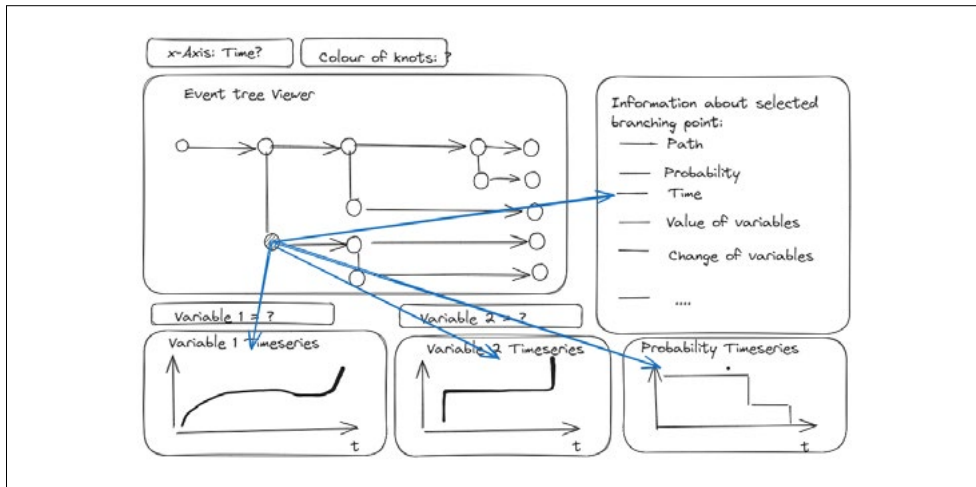 x-Axis: Time?
Colour of knots: ?
Event tree Viewer
Information about selected
branching point:
Path
Probability
Time
Value of variables
Change of variables
....
Variable 1 = ?
Variable 2 = ?
Variable 1 Timeseries
Variable 2 Timeseries
Probability Timeseries
t
t
t